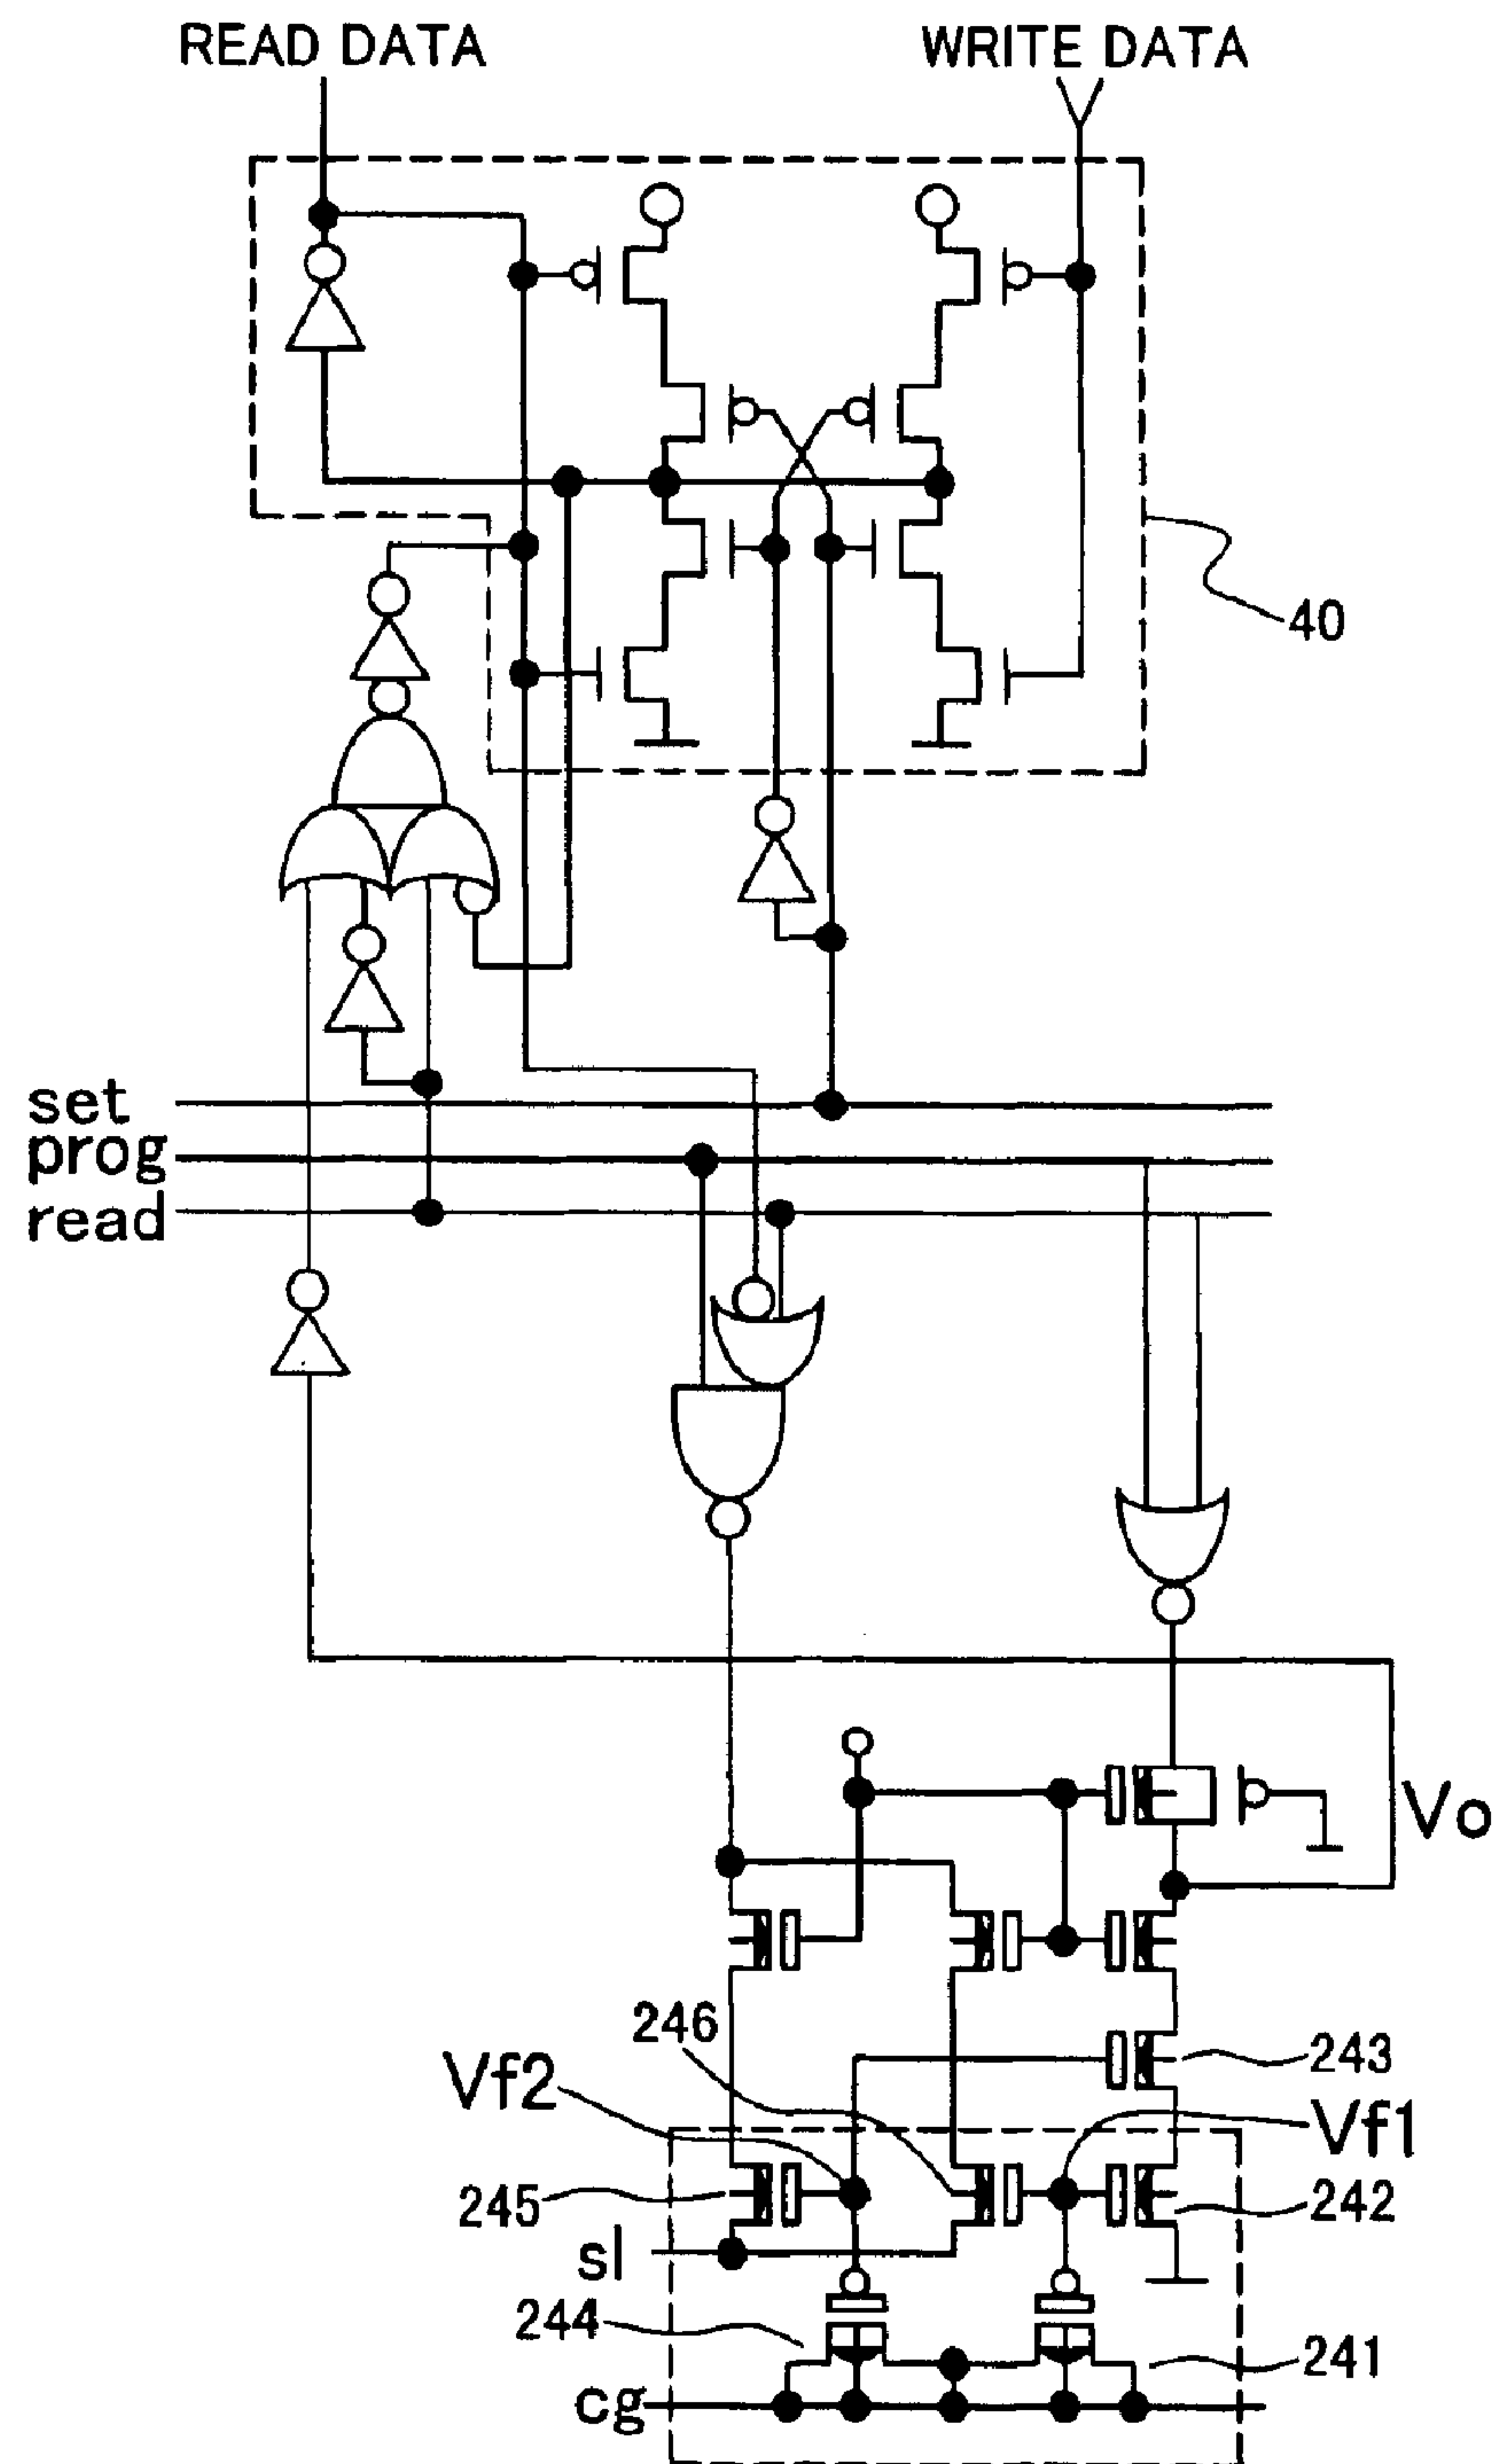 READ DATA WRITE DATA
40
set
prog
read
Vo
246
243
Vf2
Vf1
245
242
sl
244
241
cg